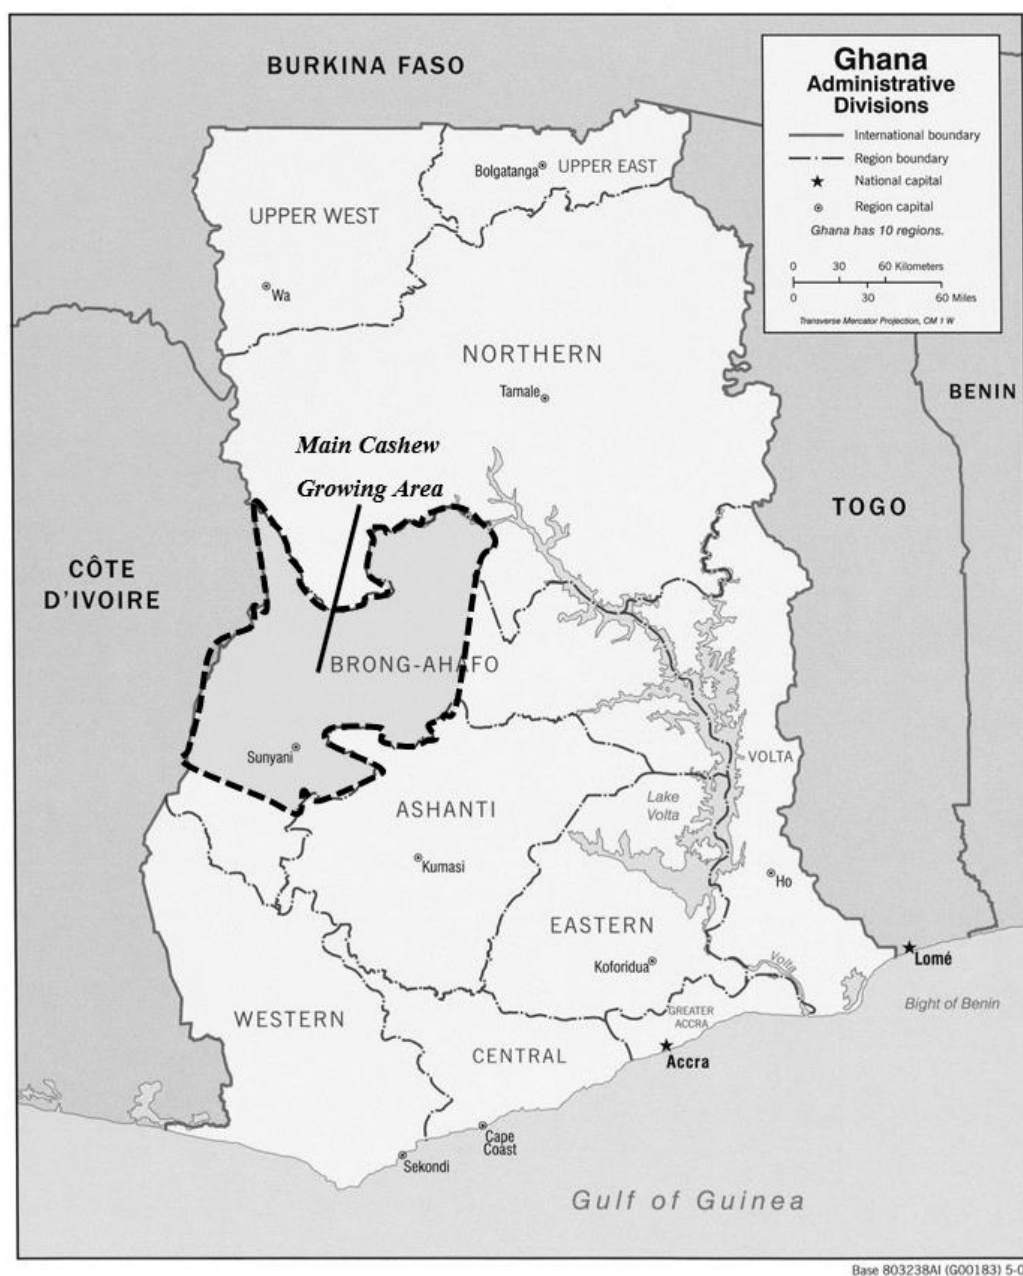 BURKINA FASO
Ghana
Administrative
Divisions
International boundary
Region boundary
National capital
Region capital
Ghana has 10 regions.
0 30 60 Kilometers
0 30 60 Miles
Transverse Mercator Projection, CM 1 W
Bolgatanga
UPPER EAST
UPPER WEST
Wa
NORTHERN
Tamale
BENIN
Main Cashew
Growing Area
TOGO
CÔTE
D'IVOIRE
BRONG-AHAFO
Sunyani
VOLTA
Lake
Volta
ASHANTI
Kumasi
Ho
EASTERN
Koforidua
Lomé
Volta
Bight of Benin
GREATER
ACCRA
WESTERN
CENTRAL
Accra
Cape
Coast
Sekondi
Gulf of Guinea
Base 803238AI (G00183) 5-0